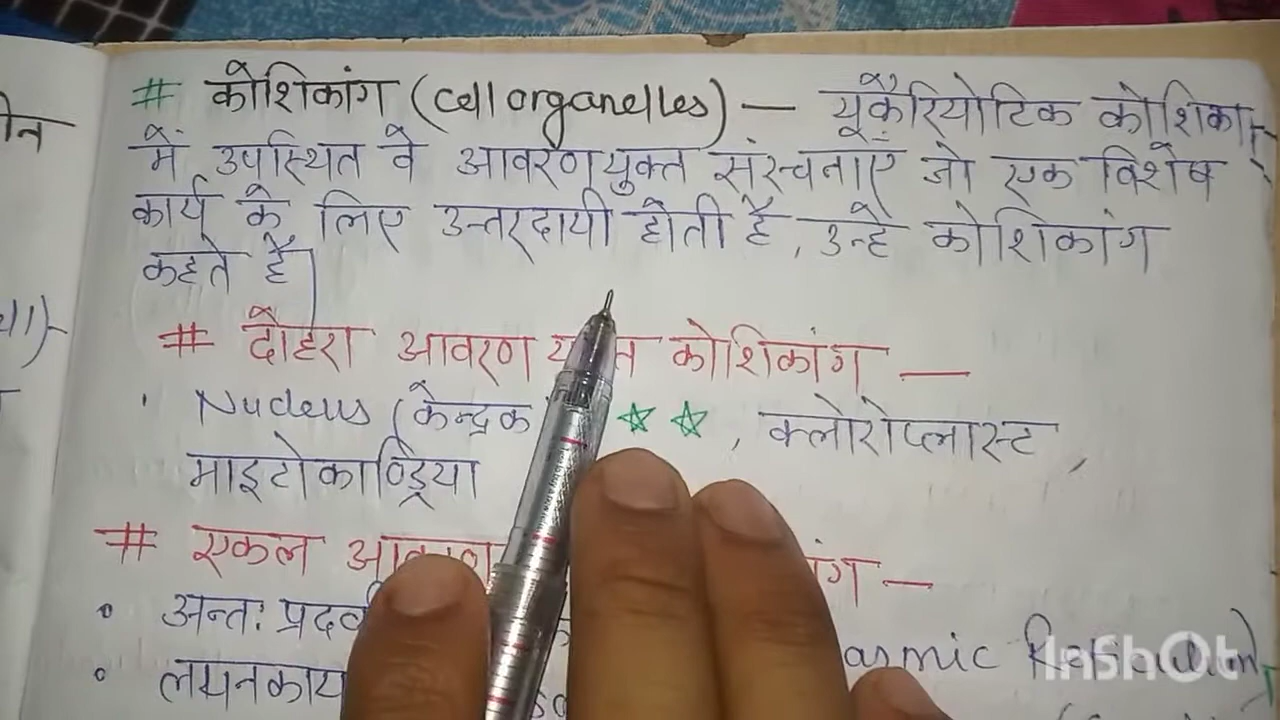 # कोशिकांग (cell organelles) — यूकैरियोटिक कोशिका
में उपस्थित वे आवरणयुक्त संरचनाएँ जो एक विशेष
कार्य के लिए उत्तरदायी होती है, उन्हे कोशिकांग
कहते है।
# दोहरा आवरण कोशिकांग —
· Nucleus (केन्द्रक ☆ ☆, क्लोरोप्लास्ट,
माइटोकाण्ड्रिया
# एकल —
• अन्तः
• लयनकाय
InShOt